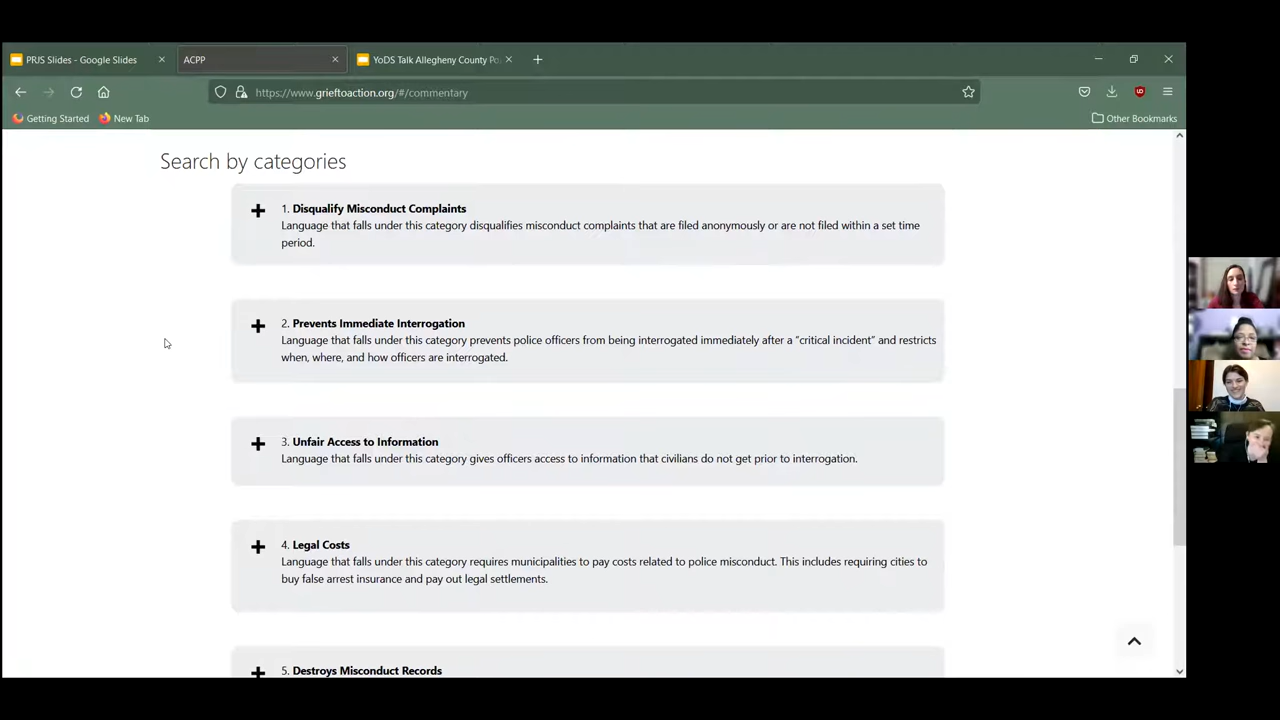 PRJS Slides - Google Slides
ACPP
YoDS Talk Allegheny County Po
https://www.grieftoaction.org/#/commentary
Getting Started
New Tab
Other Bookmarks
Search by categories
1. Disqualify Misconduct Complaints
Language that falls under this category disqualifies misconduct complaints that are filed anonymously or are not filed within a set time
period.
2. Prevents Immediate Interrogation
Language that falls under this category prevents police officers from being interrogated immediately after a "critical incident" and restricts
when, where, and how officers are interrogated.
3. Unfair Access to Information
Language that falls under this category gives officers access to information that civilians do not get prior to interrogation.
4. Legal Costs
Language that falls under this category requires municipalities to pay costs related to police misconduct. This includes requiring cities to
buy false arrest insurance and pay out legal settlements.
5. Destroys Misconduct Records